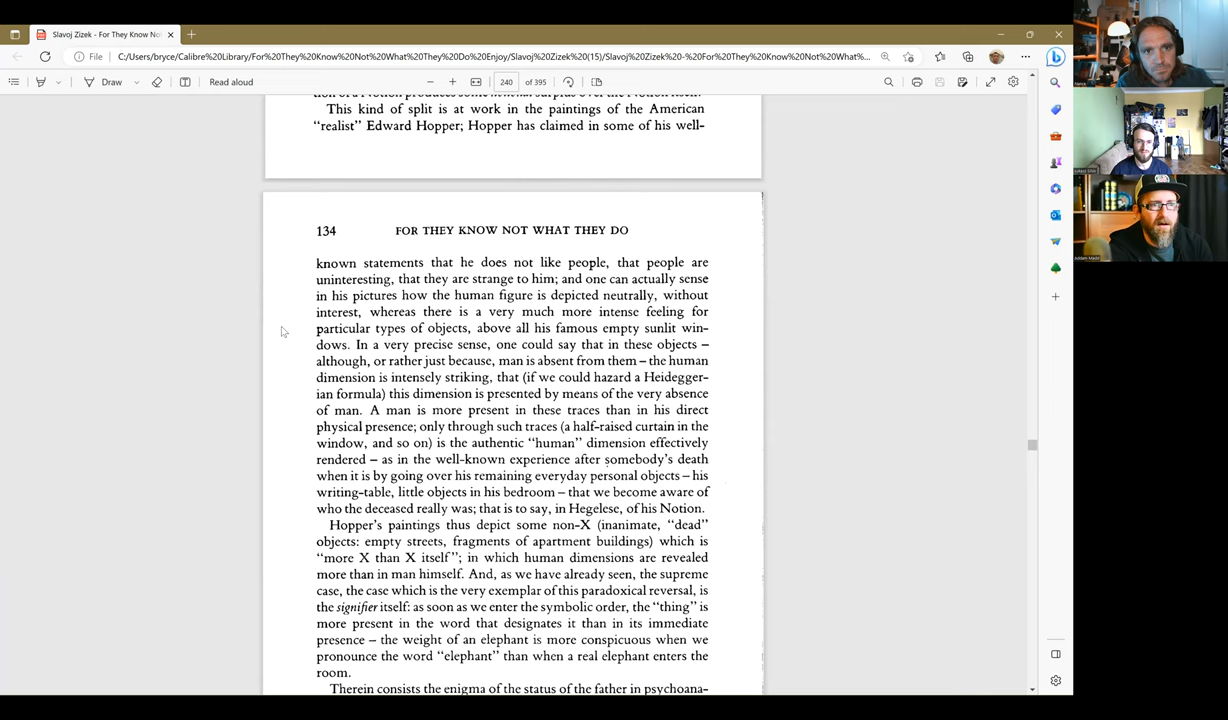 Slavoj Zizek - For They Know Not
File
C:/Users/bryce/Calibre%20Library/For%20They%20Know%20Not%20What%20They%20Do%20Enjoy/Slavoj%20Zizek%20(15)/Slavoj%20Zizek%20-%20For%20They%20Know%20Not%20What%...
Draw
Read aloud
240 of 395
This kind of split is at work in the paintings of the American
“realist” Edward Hopper; Hopper has claimed in some of his well-
134 FOR THEY KNOW NOT WHAT THEY DO
known statements that he does not like people, that people are
uninteresting, that they are strange to him; and one can actually sense
in his pictures how the human figure is depicted neutrally, without
interest, whereas there is a very much more intense feeling for
particular types of objects, above all his famous empty sunlit win-
dows. In a very precise sense, one could say that in these objects –
although, or rather just because, man is absent from them – the human
dimension is intensely striking, that (if we could hazard a Heidegger-
ian formula) this dimension is presented by means of the very absence
of man. A man is more present in these traces than in his direct
physical presence; only through such traces (a half-raised curtain in the
window, and so on) is the authentic “human” dimension effectively
rendered – as in the well-known experience after somebody’s death
when it is by going over his remaining everyday personal objects – his
writing-table, little objects in his bedroom – that we become aware of
who the deceased really was; that is to say, in Hegelese, of his Notion.
Hopper’s paintings thus depict some non-X (inanimate, “dead”
objects: empty streets, fragments of apartment buildings) which is
“more X than X itself”; in which human dimensions are revealed
more than in man himself. And, as we have already seen, the supreme
case, the case which is the very exemplar of this paradoxical reversal, is
the signifier itself: as soon as we enter the symbolic order, the “thing” is
more present in the word that designates it than in its immediate
presence – the weight of an elephant is more conspicuous when we
pronounce the word “elephant” than when a real elephant enters the
room.
Therein consists the enigma of the status of the father in psychoana-